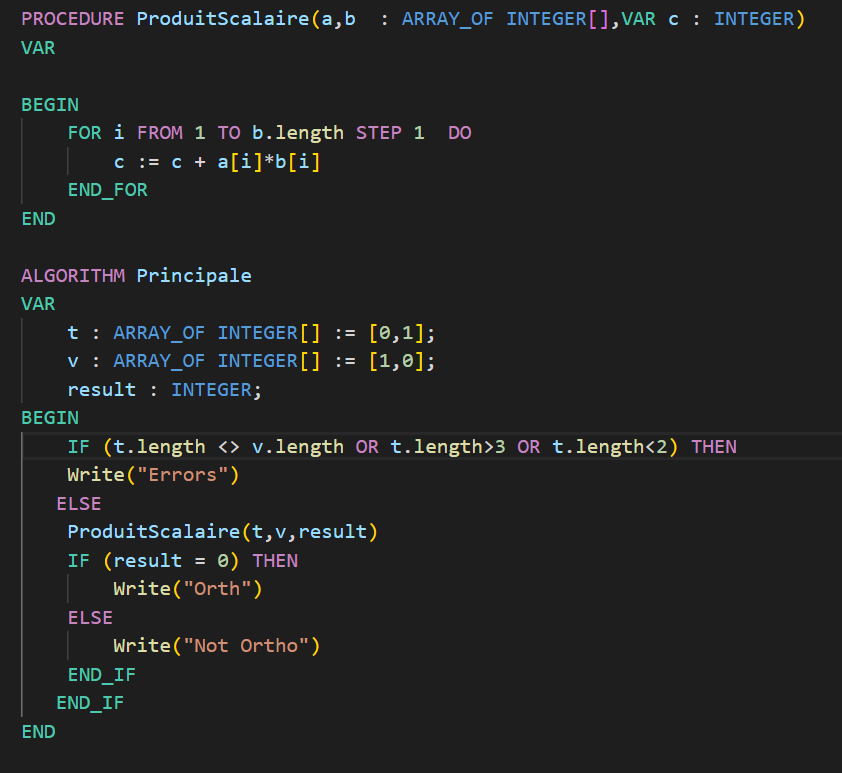 PROCEDURE ProduitScalaire(a,b  : ARRAY_OF INTEGER[],VAR c : INTEGER)
VAR
BEGIN
FOR i FROM 1 TO b.length STEP 1  DO
c := c + a[i]*b[i]
END_FOR
END
ALGORITHM Principale
VAR
t : ARRAY_OF INTEGER[] := [0,1];
v : ARRAY_OF INTEGER[] := [1,0];
result : INTEGER;
BEGIN
IF (t.length <> v.length OR t.length>3 OR t.length<2) THEN
Write("Errors")
ELSE
ProduitScalaire(t,v,result)
IF (result = 0) THEN
Write("Orth")
ELSE
Write("Not Ortho")
END_IF
END_IF
END